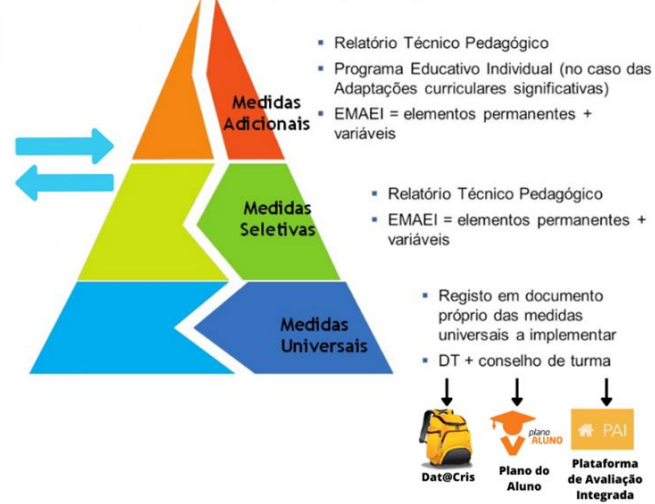 ▪ Relatório Técnico Pedagógico
▪ Programa Educativo Individual (no caso das
Adaptações curriculares significativas)
▪ EMAEI = elementos permanentes +
variáveis
Medidas
Adicionais
▪ Relatório Técnico Pedagógico
▪ EMAEI = elementos permanentes +
variáveis
Medidas
Seletivas
▪ Registo em documento
próprio das medidas
universais a implementar
▪ DT + conselho de turma
Medidas
Universais
plano
ALUNO
PAI
Dat@Cris
Plano do
Aluno
Plataforma
de Avaliação
Integrada